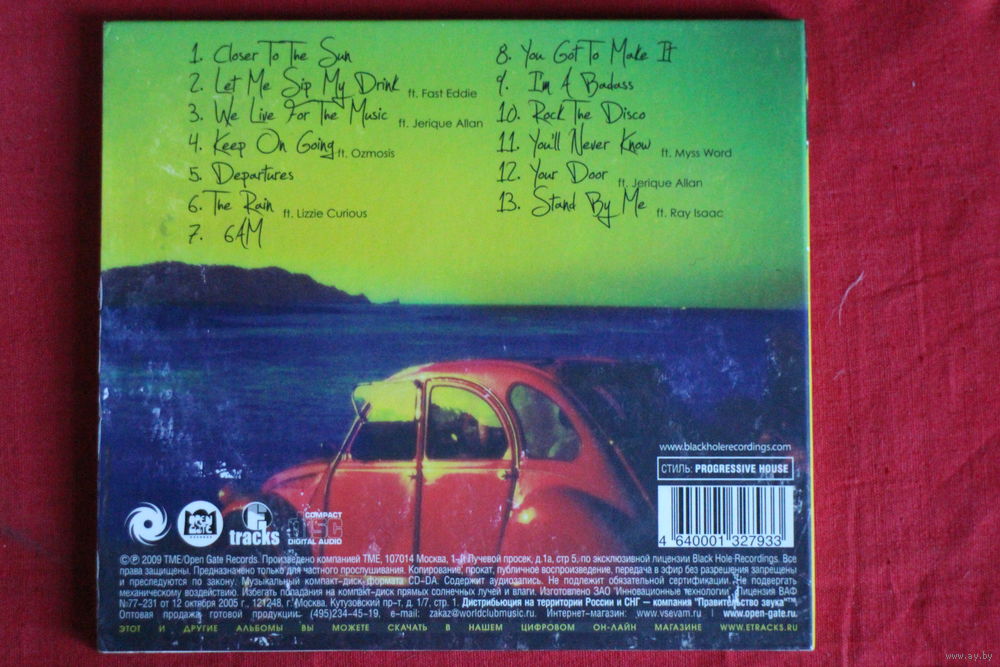 1. Closer To The Sun
2. Let Me Sip My Drink ft. Fast Eddie
3. We Live For The Music ft. Jerique Allan
4. Keep On Going ft. Ozmosis
5. Departures
6. The Rain ft. Lizzie Curious
7. 6AM
8. You Got To Make It
9. I'm A Badass
10. Rock The Disco
11. You'll Never Know ft. Myss Word
12. Your Door ft. Jerique Allan
13. Stand By Me ft. Ray Isaac
www.blackholerecordings.com
СТИЛЬ: PROGRESSIVE HOUSE
4 640001 327933
OPEN GATE
tracks
COMPACT
disc
DIGITAL AUDIO
©℗ 2009 TME/Open Gate Records. Произведено компанией TME, 107014 Москва, 1-й Лучевой просек, д.1а, стр 5, по эксклюзивной лицензии Black Hole Recordings. Все
права защищены. Предназначено только для частного прослушивания. Копирование, прокат, публичное воспроизведение, передача в эфир без разрешения запрещены
и преследуются по закону. Музыкальный компакт-диск формата CD-DA. Содержит аудиозапись. Не подлежит обязательной сертификации. Не подвергать
механическому воздействию. Избегать попадания на компакт-диск прямых солнечных лучей и влаги. Изготовлено ЗАО "Инновационные технологии". Лицензия ВАФ
№77-231 от 12 октября 2005 г., 121248, г. Москва, Кутузовский пр-т, д. 1/7, стр. 1. Дистрибьюция на территории России и СНГ – компания "Правительство звука"
Оптовая продажа готовой продукции: (495)234-45-19, e-mail: zakaz@worldclubmusic.ru. Интернет-магазин: www.vsevam.ru | www.open-gate.ru.
ЭТОТ И ДРУГИЕ АЛЬБОМЫ ВЫ МОЖЕТЕ СКАЧАТЬ В НАШЕМ ЦИФРОВОМ ОН-ЛАЙН МАГАЗИНЕ WWW.ETRACKS.RU
www.ay.by